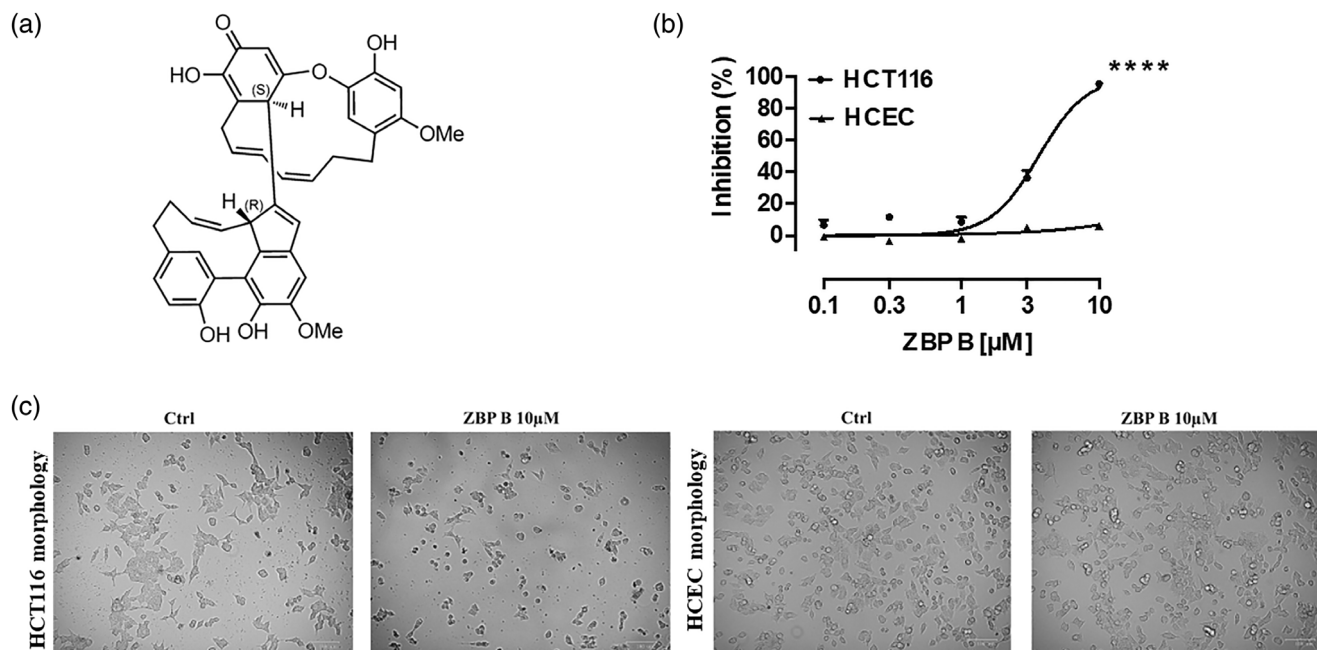 (a)
O
HO
(S)
H
O
OH
OMe
H
(R)
OH
OH
OMe
(b)
Inhibition (%)
100
80
60
40
20
0
HCT116
HCEC
****
0.1 0.3 1 3 10
ZBP B [µM]
(c)
Ctrl ZBP B 10µM Ctrl ZBP B 10µM
HCT116 morphology
HCEC morphology